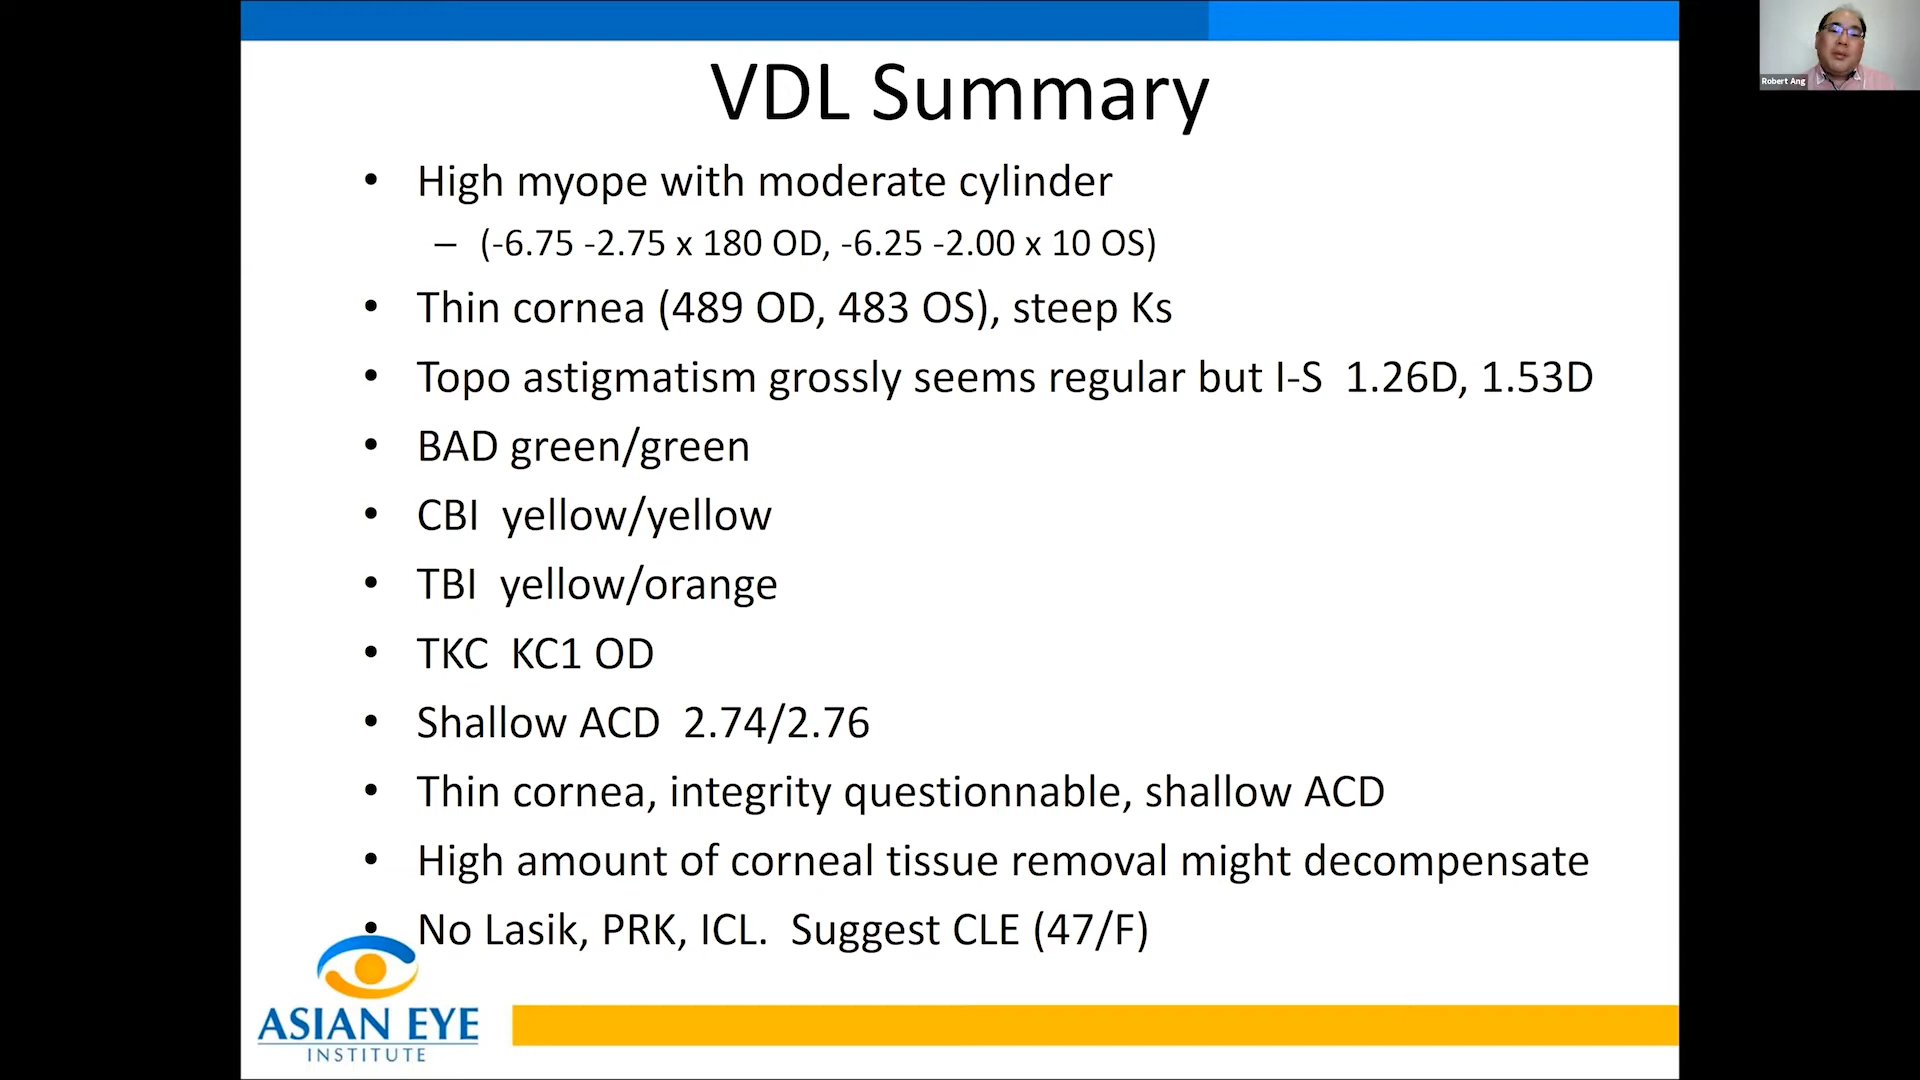 Robert Ang
VDL Summary
• High myope with moderate cylinder
– (-6.75 -2.75 x 180 OD, -6.25 -2.00 x 10 OS)
• Thin cornea (489 OD, 483 OS), steep Ks
• Topo astigmatism grossly seems regular but I-S 1.26D, 1.53D
• BAD green/green
• CBI yellow/yellow
• TBI yellow/orange
• TKC KC1 OD
• Shallow ACD 2.74/2.76
• Thin cornea, integrity questionnable, shallow ACD
• High amount of corneal tissue removal might decompensate
• No Lasik, PRK, ICL. Suggest CLE (47/F)
ASIAN EYE
INSTITUTE